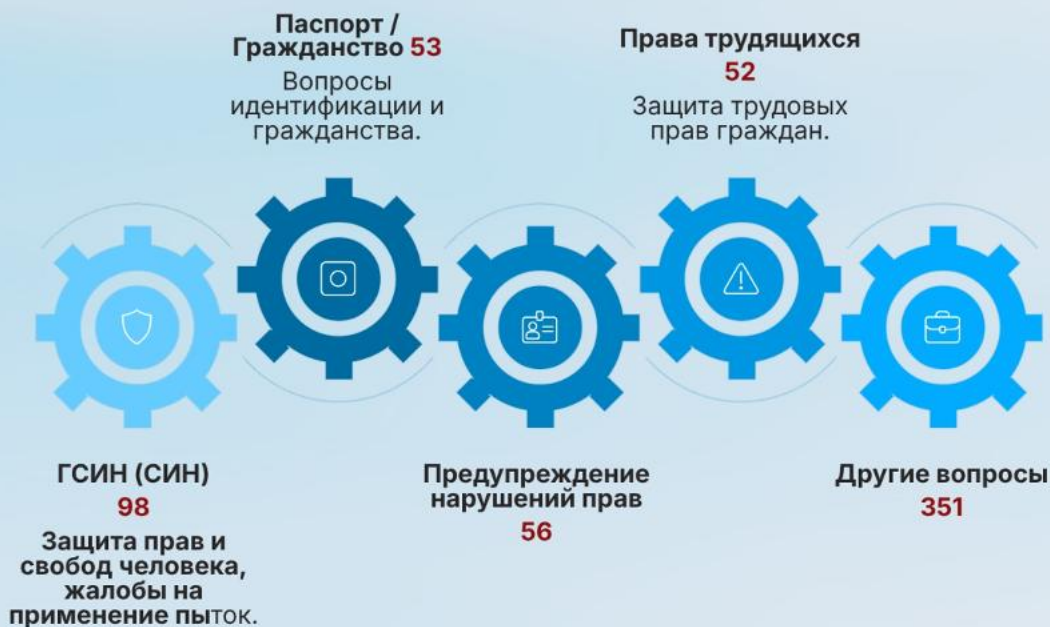 Паспорт /
Гражданство 53
Вопросы
идентификации и
гражданства.
Права трудящихся
52
Защита трудовых
прав граждан.
ГСИН (СИН)
98
Защита прав и
свобод человека,
жалобы на
применение пыток.
Предупреждение
нарушений прав
56
Другие вопросы
351